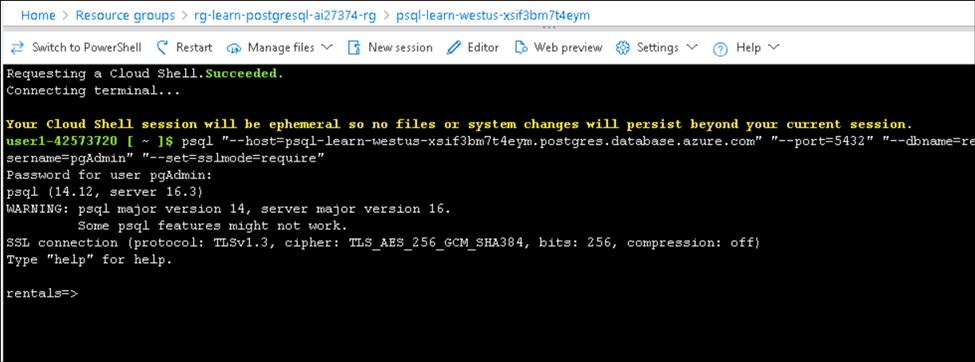 Home > Resource groups > rg-learn-postgresql-ai27374-rg > psql-learn-westus-xsif3bm7t4eym
Switch to PowerShell Restart Manage files New session Editor Web preview Settings Help
Requesting a Cloud Shell.Succeeded.
Connecting terminal...
Your Cloud Shell session will be ephemeral so no files or system changes will persist beyond your current session.
user1-42573720 [ ~ ]$ psql "--host=psql-learn-westus-xsif3bm7t4eym.postgres.database.azure.com" "--port=5432" "--dbname=re
sername=pgAdmin" "--set=sslmode=require"
Password for user pgAdmin:
psql (14.12, server 16.3)
WARNING: psql major version 14, server major version 16.
Some psql features might not work.
SSL connection (protocol: TLSv1.3, cipher: TLS_AES_256_GCM_SHA384, bits: 256, compression: off)
Type "help" for help.
rentals=>